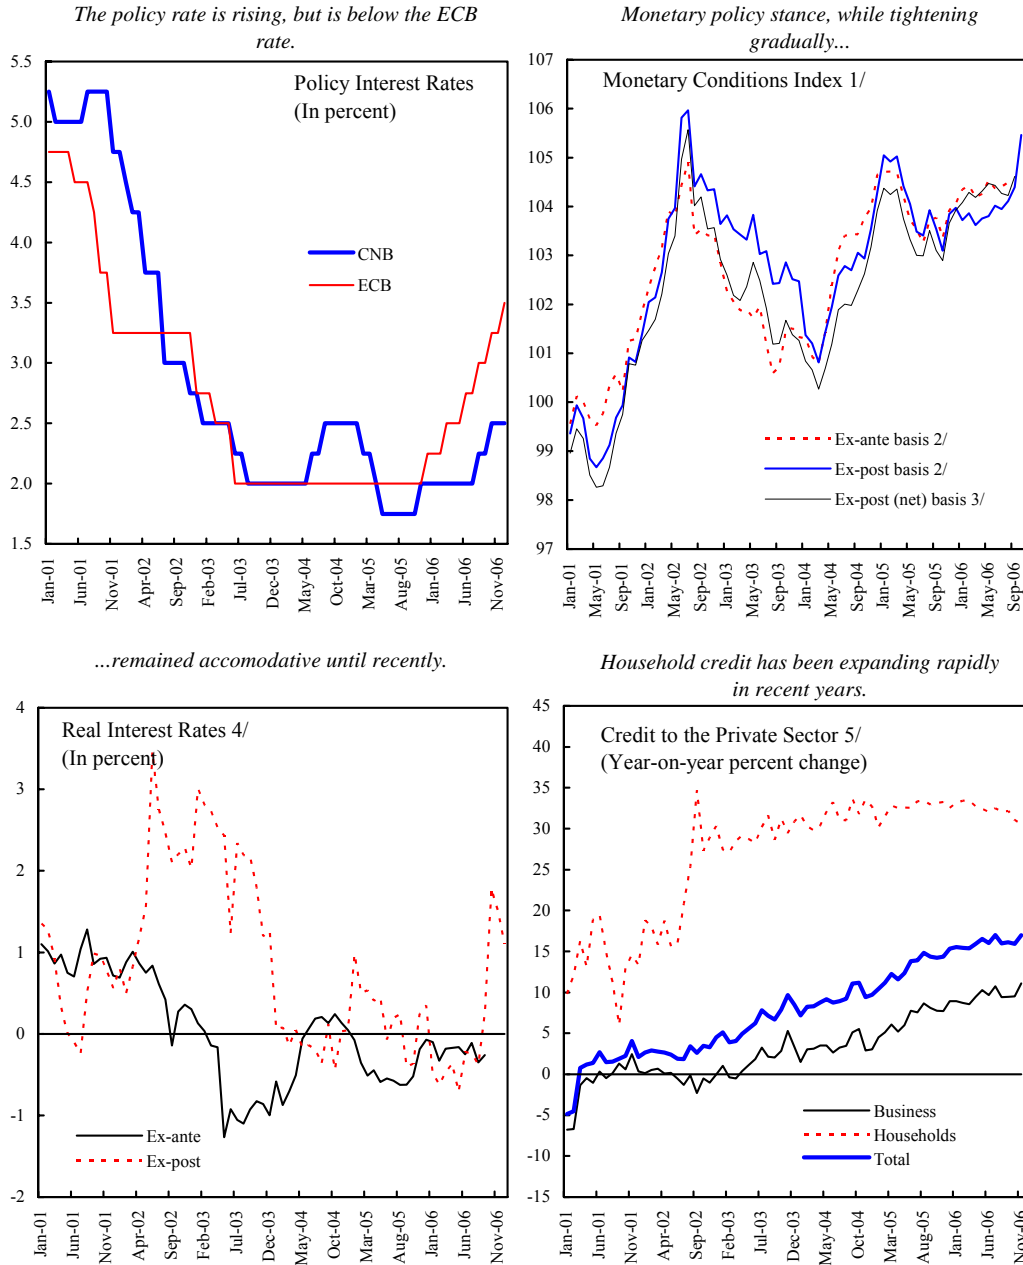 The policy rate is rising, but is below the ECB
rate.
5.5
5.0
4.5
4.0
3.5
3.0
2.5
2.0
1.5
Policy Interest Rates
(In percent)
CNB
ECB
Jan-01
Jun-01
Nov-01
Apr-02
Sep-02
Feb-03
Jul-03
Dec-03
May-04
Oct-04
Mar-05
Aug-05
Jan-06
Jun-06
Nov-06
Monetary policy stance, while tightening
gradually...
107
106
105
104
103
102
101
100
99
98
97
Monetary Conditions Index 1/
Ex-ante basis 2/
Ex-post basis 2/
Ex-post (net) basis 3/
Jan-01
May-01
Sep-01
Jan-02
May-02
Sep-02
Jan-03
May-03
Sep-03
Jan-04
May-04
Sep-04
Jan-05
May-05
Sep-05
Jan-06
May-06
Sep-06
...remained accomodative until recently.
4
3
2
1
0
-1
-2
Real Interest Rates 4/
(In percent)
Ex-ante
Ex-post
Jan-01
Jun-01
Nov-01
Apr-02
Sep-02
Feb-03
Jul-03
Dec-03
May-04
Oct-04
Mar-05
Aug-05
Jan-06
Jun-06
Nov-06
Household credit has been expanding rapidly
in recent years.
45
40
35
30
25
20
15
10
5
0
-5
-10
-15
Credit to the Private Sector 5/
(Year-on-year percent change)
Business
Households
Total
Jan-01
Jun-01
Nov-01
Apr-02
Sep-02
Feb-03
Jul-03
Dec-03
May-04
Oct-04
Mar-05
Aug-05
Jan-06
Jun-06
Nov-06